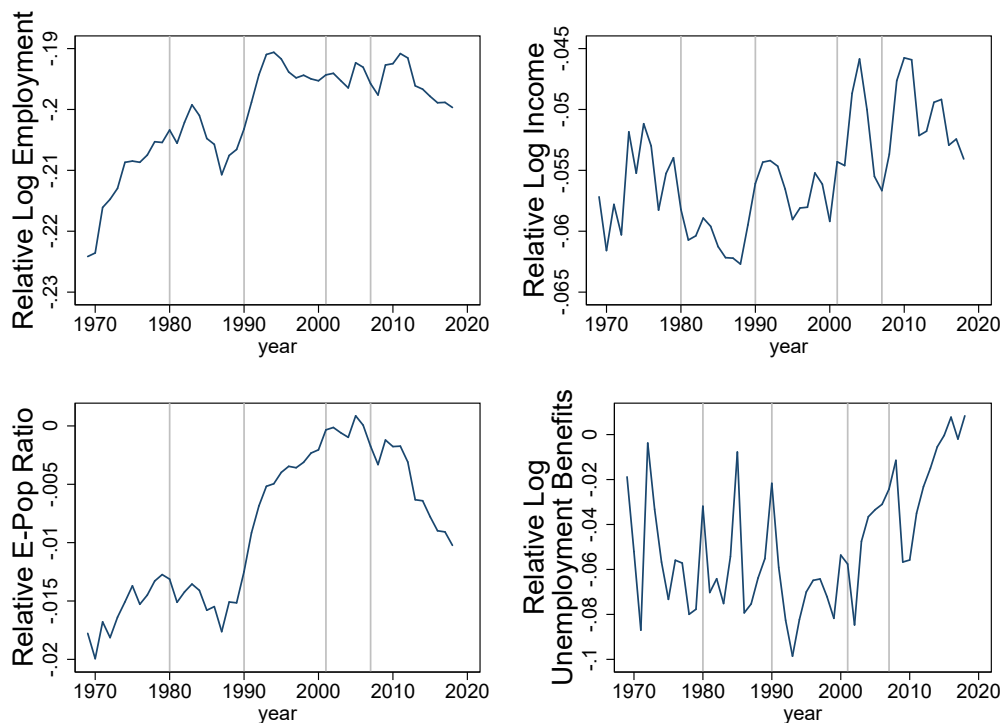 Relative Log Employment
-.19
-.2
-.21
-.22
-.23
1970 1980 1990 2000 2010 2020
year
Relative Log Income
-.045
-.05
-.055
-.06
-.065
1970 1980 1990 2000 2010 2020
year
Relative E-Pop Ratio
0
-.005
-.01
-.015
-.02
1970 1980 1990 2000 2010 2020
year
Relative Log
Unemployment Benefits
0
-.02
-.04
-.06
-.08
-.1
1970 1980 1990 2000 2010 2020
year